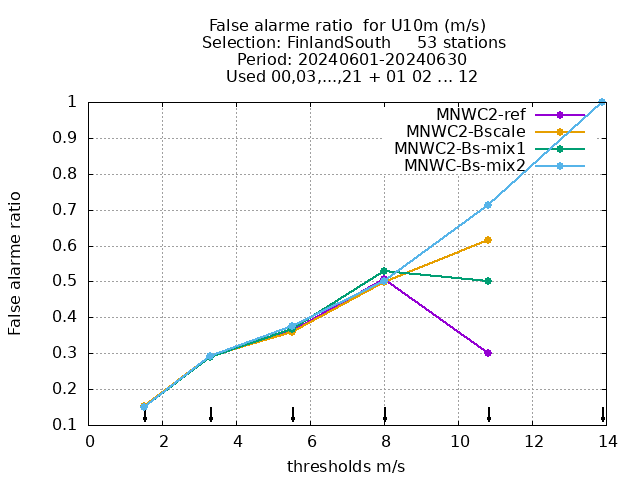 False alarme ratio  for U10m (m/s)
Selection: FinlandSouth     53 stations
Period: 20240601-20240630
Used 00,03,...,21 + 01 02 ... 12
MNWC2-ref
MNWC2-Bscale
MNWC2-Bs-mix1
MNWC-Bs-mix2
False alarme ratio
1
0.9
0.8
0.7
0.6
0.5
0.4
0.3
0.2
0.1
0 2 4 6 8 10 12 14
thresholds m/s